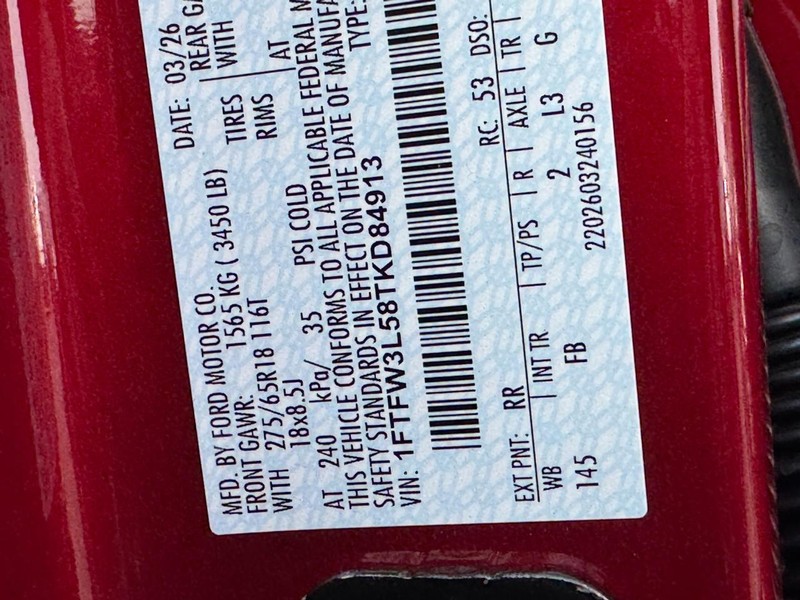 MFD. BY FORD MOTOR CO.
DATE: 03/26
FRONT GAWR:
REAR GA
1565 KG ( 3450 LB)
WITH 275/65R18 116T
TIRES
WITH
18x8.5J
RIMS
AT 240 kPa/ 35 PSI COLD
AT
THIS VEHICLE CONFORMS TO ALL APPLICABLE FEDERAL M
SAFETY STANDARDS IN EFFECT ON THE DATE OF MANUFA
VIN: 1FTFW3L58TKD84913
TYPE:
EXT PNT: RR
RC: 53 DSO:
WB | INT TR | TP/PS | R | AXLE | TR |
145 FB 2 L3 G
2202603240156